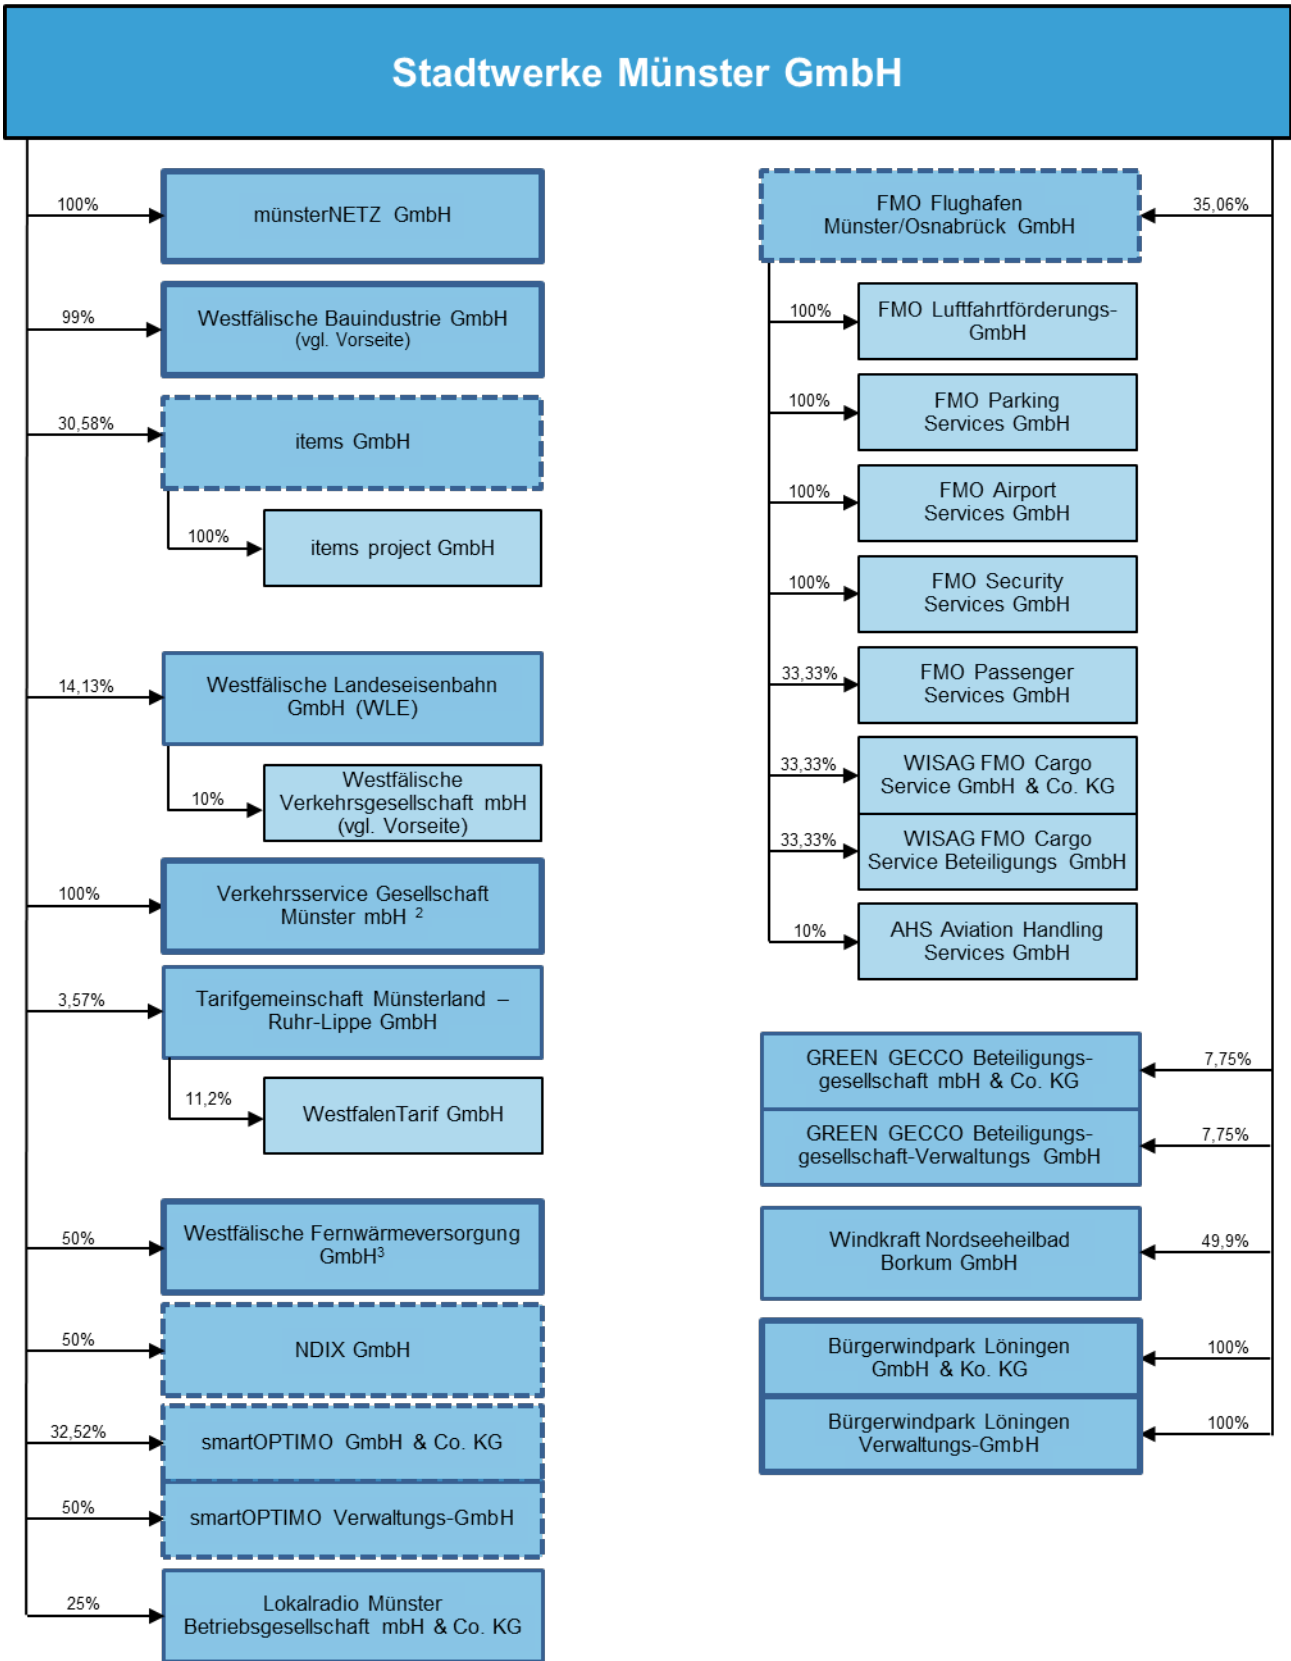 Stadtwerke Münster GmbH
100%
münsterNETZ GmbH
99%
Westfälische Bauindustrie GmbH
(vgl. Vorseite)
30,58%
items GmbH
100%
items project GmbH
14,13%
Westfälische Landeseisenbahn
GmbH (WLE)
10%
Westfälische
Verkehrsgesellschaft mbH
(vgl. Vorseite)
100%
Verkehrsservice Gesellschaft
Münster mbH ²
3,57%
Tarifgemeinschaft Münsterland –
Ruhr-Lippe GmbH
11,2%
WestfalenTarif GmbH
50%
Westfälische Fernwärmeversorgung
GmbH³
50%
NDIX GmbH
32,52%
smartOPTIMO GmbH & Co. KG
50%
smartOPTIMO Verwaltungs-GmbH
25%
Lokalradio Münster
Betriebsgesellschaft mbH & Co. KG
FMO Flughafen
Münster/Osnabrück GmbH
35,06%
100%
FMO Luftfahrtförderungs-
GmbH
100%
FMO Parking
Services GmbH
100%
FMO Airport
Services GmbH
100%
FMO Security
Services GmbH
33,33%
FMO Passenger
Services GmbH
33,33%
WISAG FMO Cargo
Service GmbH & Co. KG
33,33%
WISAG FMO Cargo
Service Beteiligungs GmbH
10%
AHS Aviation Handling
Services GmbH
GREEN GECCO Beteiligungs-
gesellschaft mbH & Co. KG
7,75%
GREEN GECCO Beteiligungs-
gesellschaft-Verwaltungs GmbH
7,75%
Windkraft Nordseeheilbad
Borkum GmbH
49,9%
Bürgerwindpark Löningen
GmbH & Ko. KG
100%
Bürgerwindpark Löningen
Verwaltungs-GmbH
100%